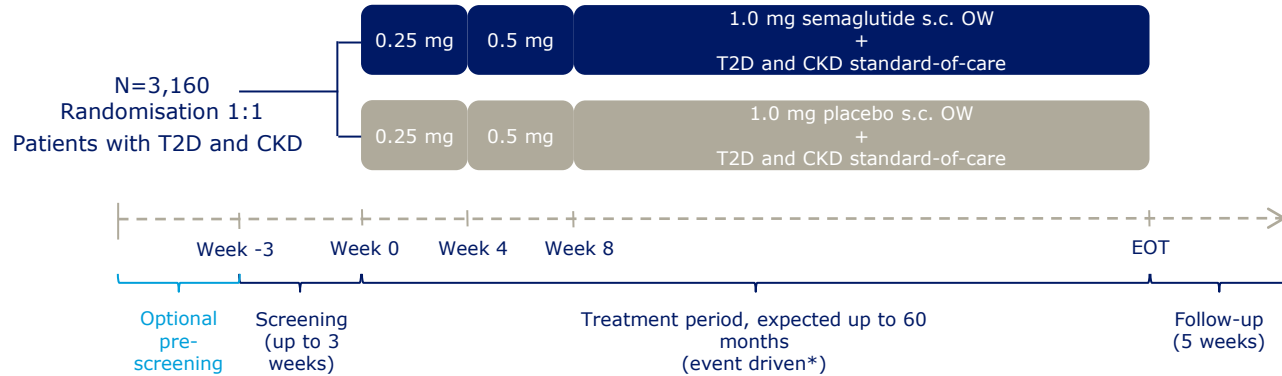 N=3,160
Randomisation 1:1
Patients with T2D and CKD
0.25 mg
0.5 mg
1.0 mg semaglutide s.c. OW
+
T2D and CKD standard-of-care
0.25 mg
0.5 mg
1.0 mg placebo s.c. OW
+
T2D and CKD standard-of-care
Week -3
Week 0
Week 4
Week 8
EOT
Optional
pre-
screening
Screening
(up to 3
weeks)
Treatment period, expected up to 60
months
(event driven*)
Follow-up
(5 weeks)